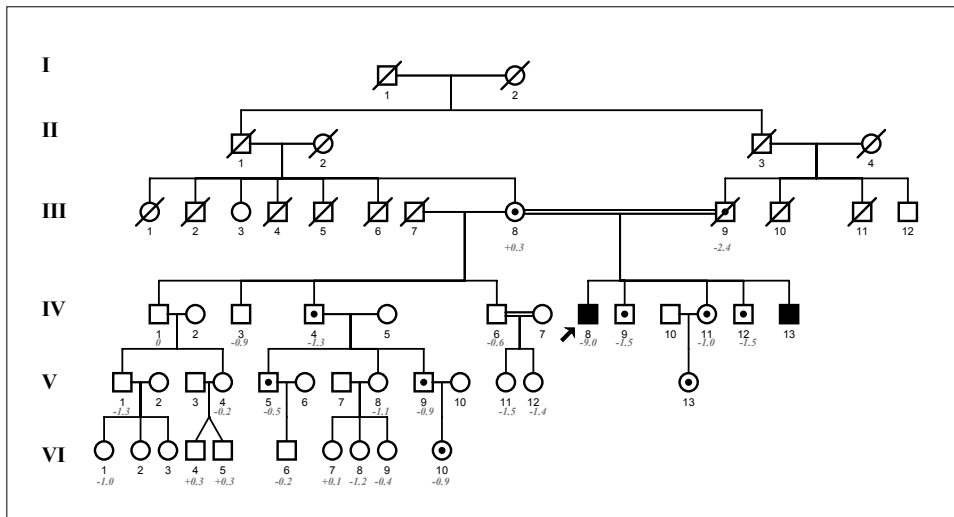 I
1 2
II
1 2 3 4
III
1 2 3 4 5 6 7 8 9 10 11 12
+0.3 -2.4
IV
1 2 3 4 5 6 7 8 9 10 11 12 13
0 -0.9 -1.3 -0.6 -9.0 -1.5 -1.0 -1.5
V
1 2 3 4 5 6 7 8 9 10 11 12 13
-1.3 -0.2 -0.5 -1.1 -0.9 -1.5 -1.4
VI
1 2 3 4 5 6 7 8 9 10
-1.0 +0.3 +0.3 -0.2 +0.1 -1.2 -0.4 -0.9